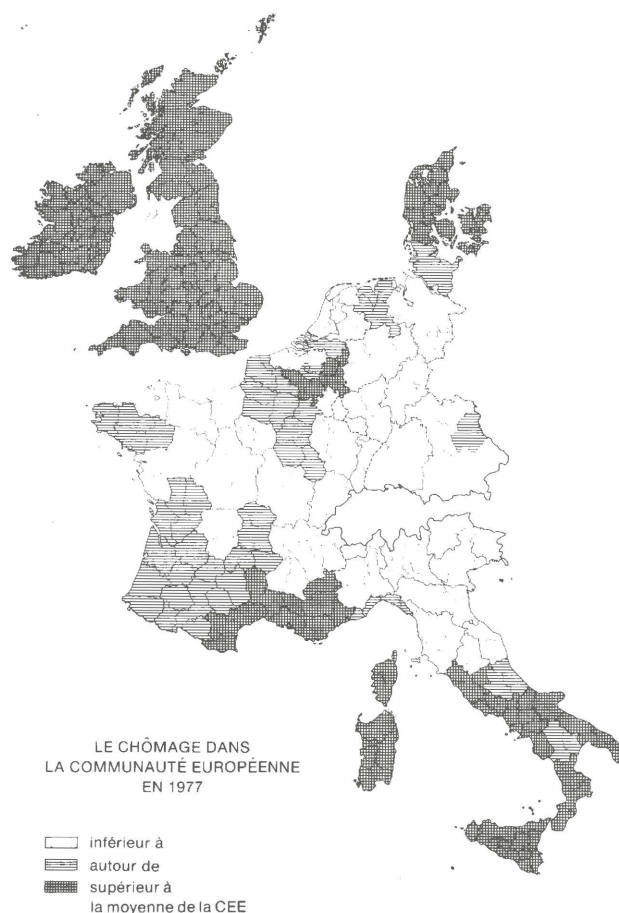 LE CHÔMAGE DANS
LA COMMUNAUTÉ EUROPÉENNE
EN 1977
inférieur à
autour de
supérieur à
la moyenne de la CEE